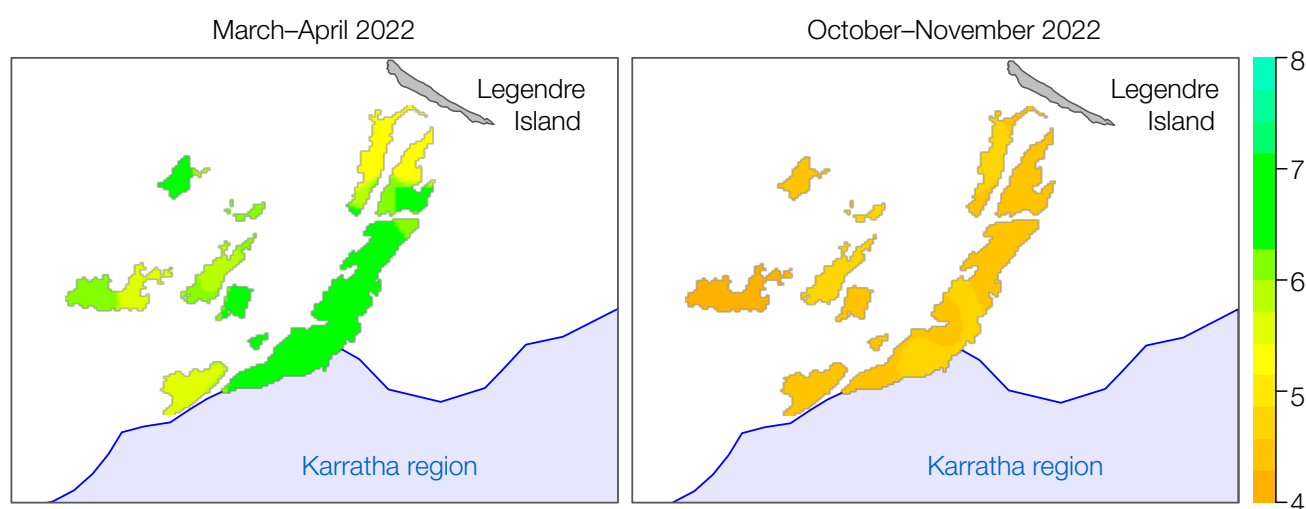 March–April 2022
October–November 2022
Legendre
Island
Karratha region
Legendre
Island
Karratha region
8
7
6
5
4